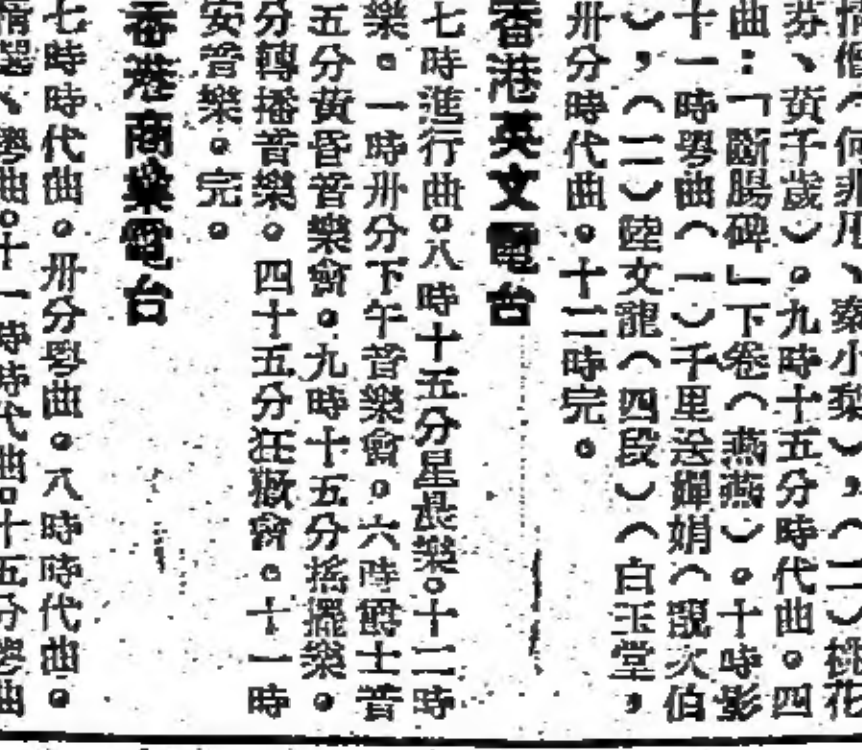 僧（何非凡、秦小梨），（二）桃花
芬、黃千歲）。九時十五分時代曲。四
曲：「斷腸碑」下卷（燕燕）。十時影
十一時粵曲（一）千里送嬋娟（靚次伯
），（二）陸文龍（四段）（白玉堂，
卅分時代曲。十二時完。
香港英文電台
七時進行曲。八時十五分星晨樂。十二時
樂。一時卅分下午音樂會。六時爵士音
五分黃昏音樂會。九時十五分搖擺樂。
分轉播音樂。四十五分狂歡會。十一時
安音樂。完。
香港商業電台
七時時代曲。卅分粵曲。八時時代曲。
精選、粵曲。十一時時代曲。十五分粵曲